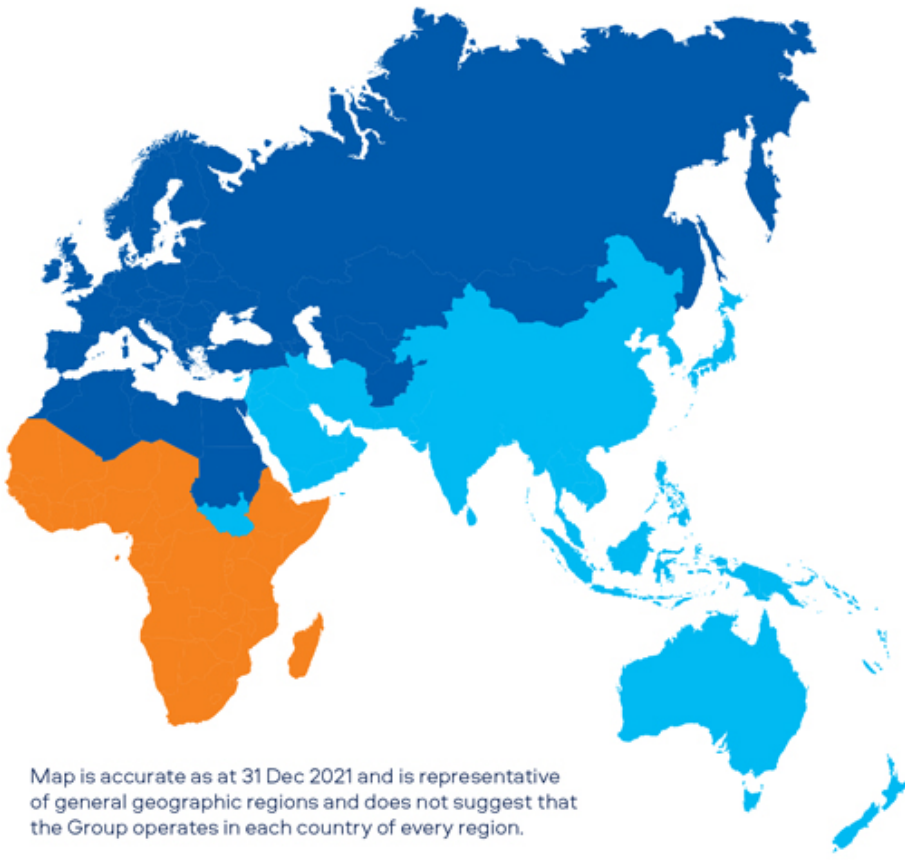 Map is accurate as at 31 Dec 2021 and is representative
of general geographic regions and does not suggest that
the Group operates in each country of every region.